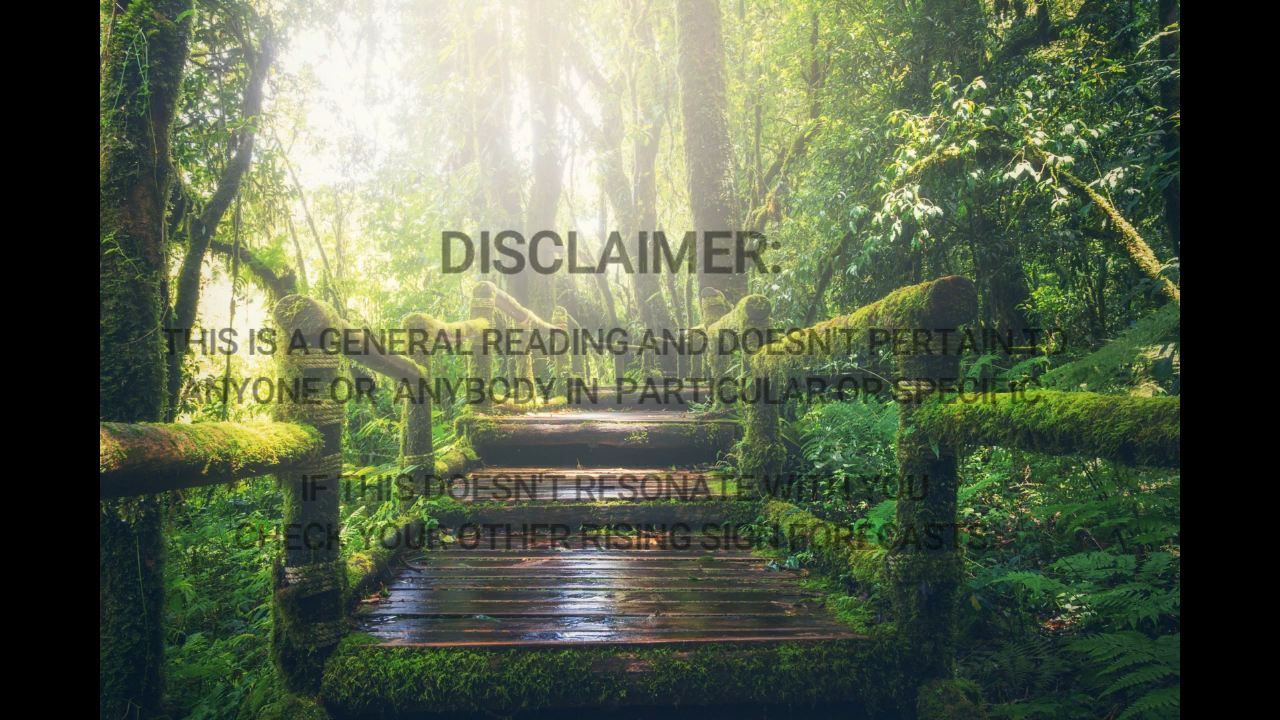 DISCLAIMER:
THIS IS A GENERAL READING AND DOESN'T PERTAIN TO
ANYONE OR ANYBODY IN PARTICULAR OR SPECIFIC
IF THIS DOESN'T RESONATE WITH YOU
CHECK YOUR OTHER RISING SIGN FORECASTS.